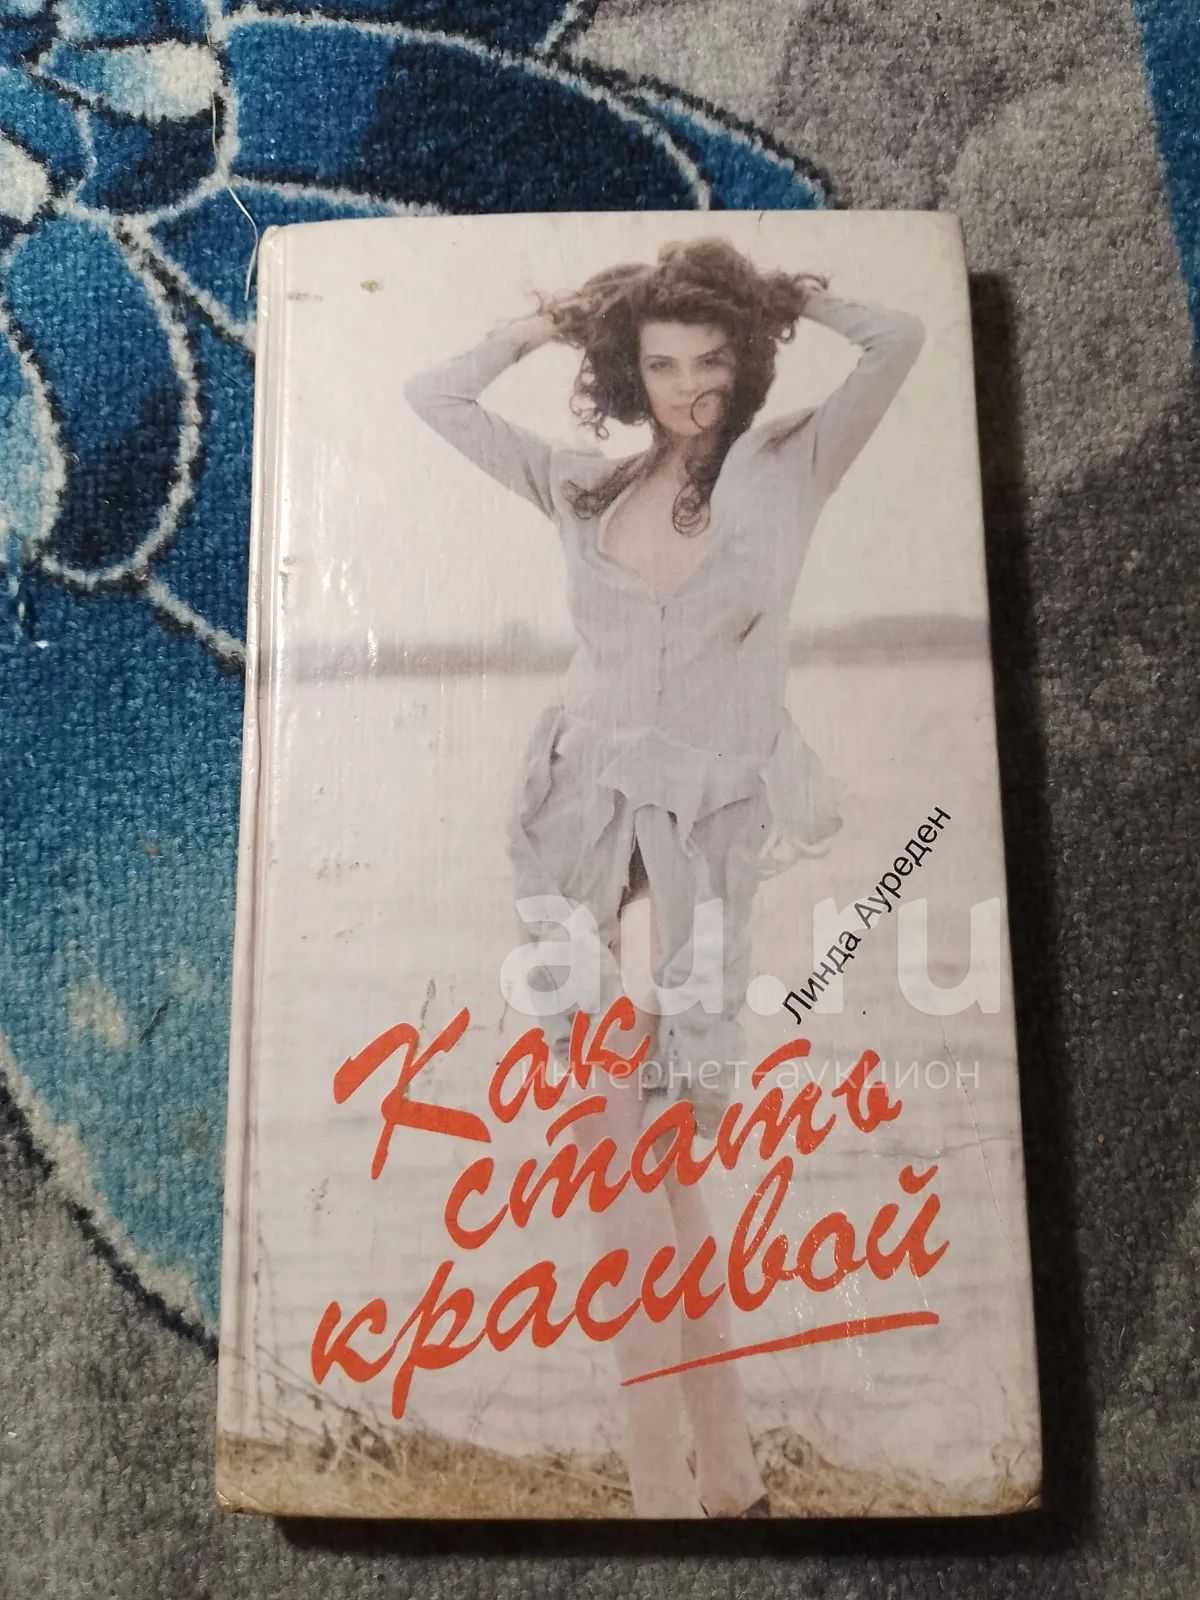 Линда Ауреден
au.ru
интернет-аукцион
Как
стать
красивой